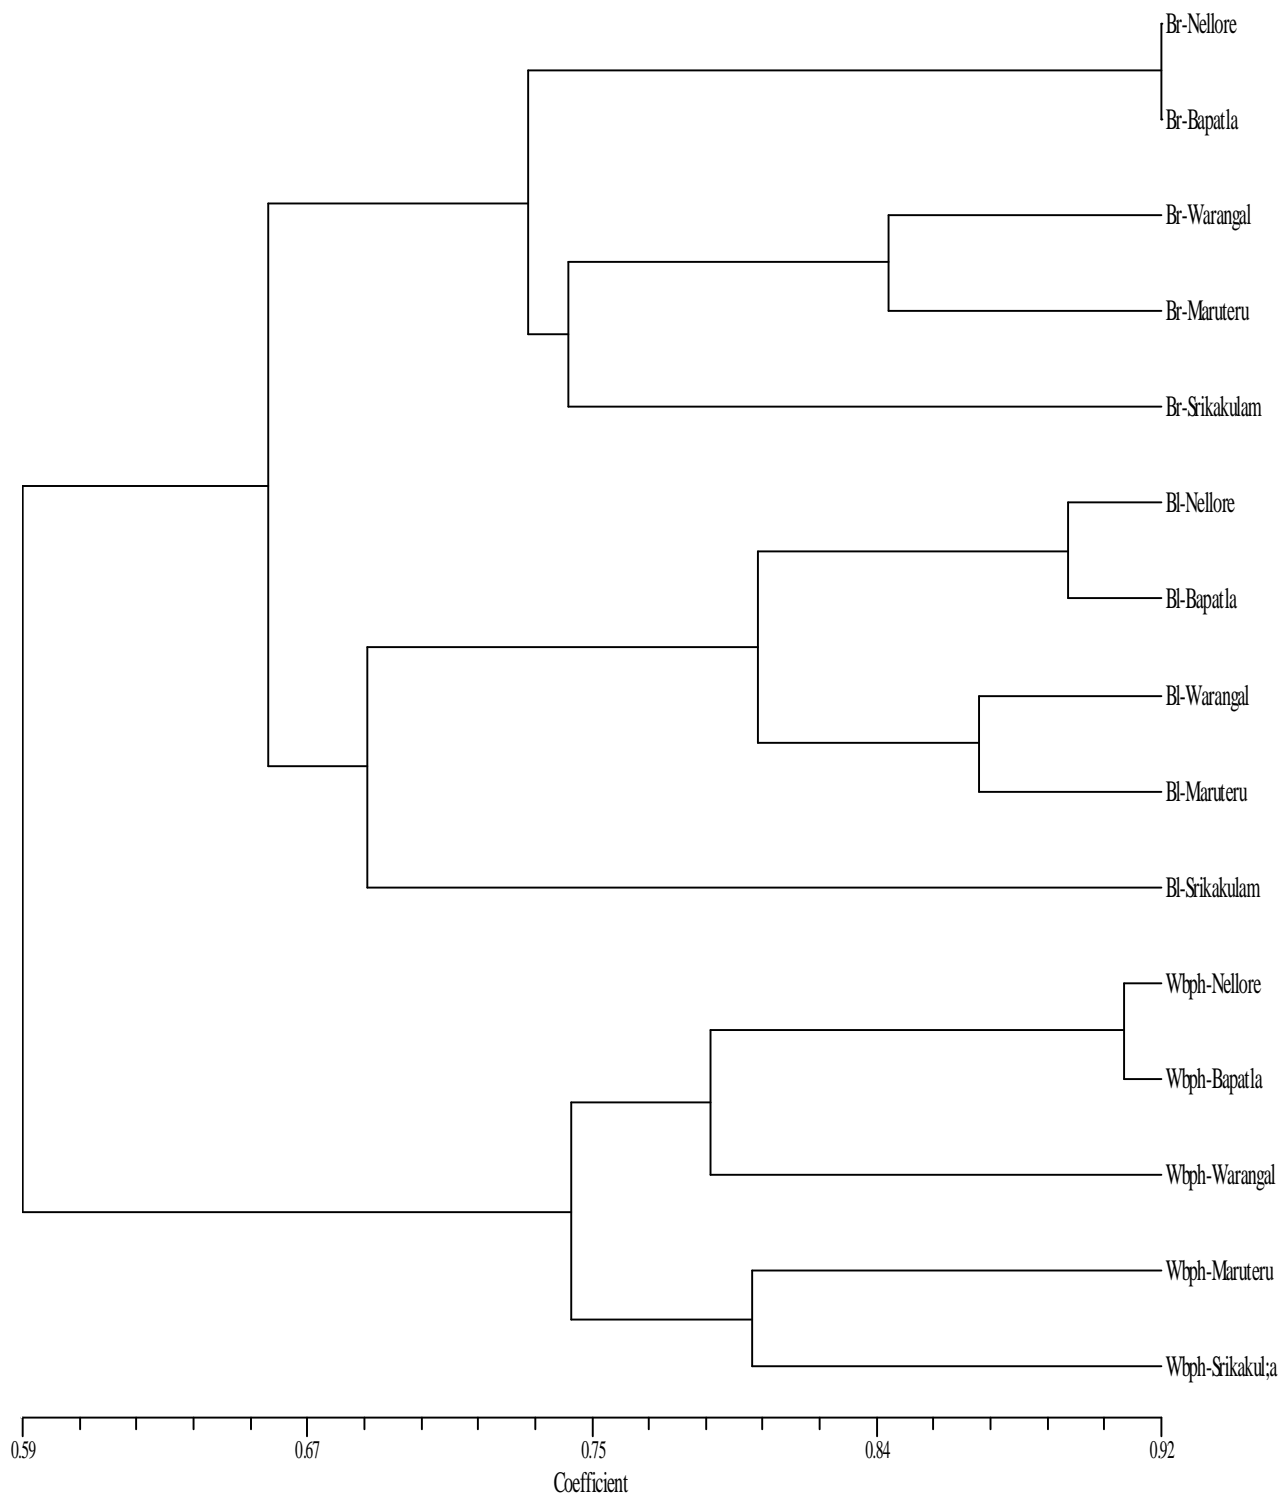 Br-Nellore
Br-Bapatla
Br-Warangal
Br-Maruteru
Br-Srikakulam
Bl-Nellore
Bl-Bapatla
Bl-Warangal
Bl-Maruteru
Bl-Srikakulam
Wbph-Nellore
Wbph-Bapatla
Wbph-Warangal
Wbph-Maruteru
Wbph-Srikakul;a
0.59 0.67 0.75 0.84 0.92
Coefficient